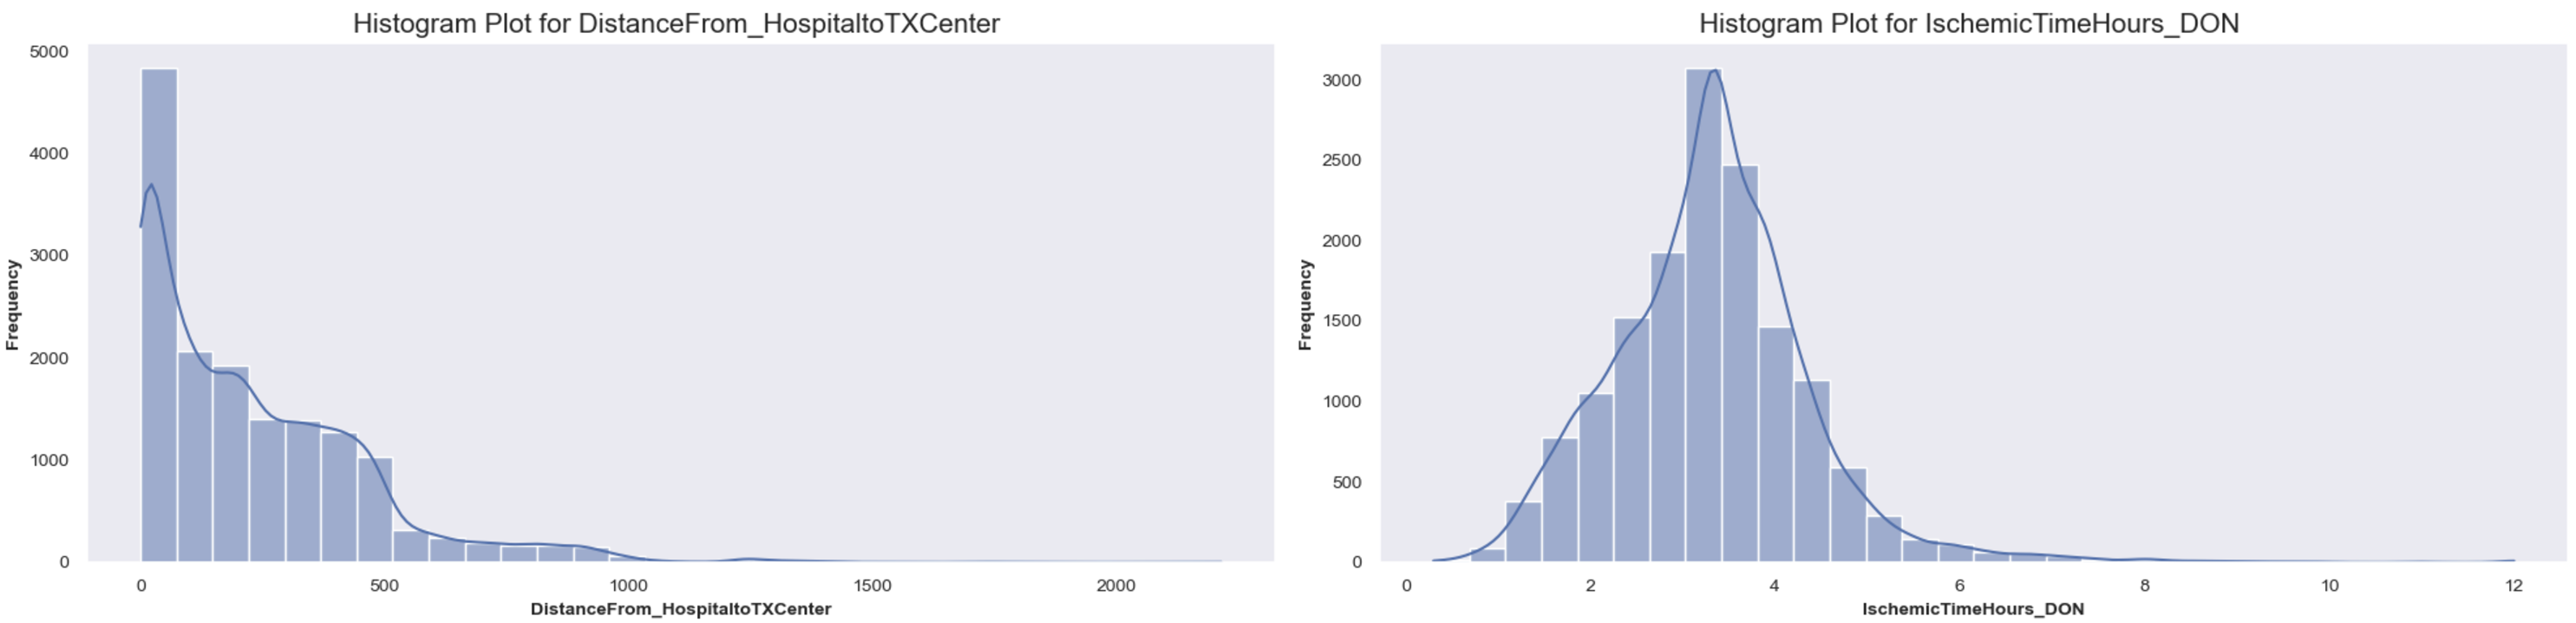 Histogram Plot for DistanceFrom_HospitaltoTXCenter
5000
4000
3000
2000
1000
0
Frequency
0 500 1000 1500 2000
DistanceFrom_HospitaltoTXCenter
Histogram Plot for IschemicTimeHours_DON
3000
2500
2000
1500
1000
500
0
Frequency
0 2 4 6 8 10 12
IschemicTimeHours_DON